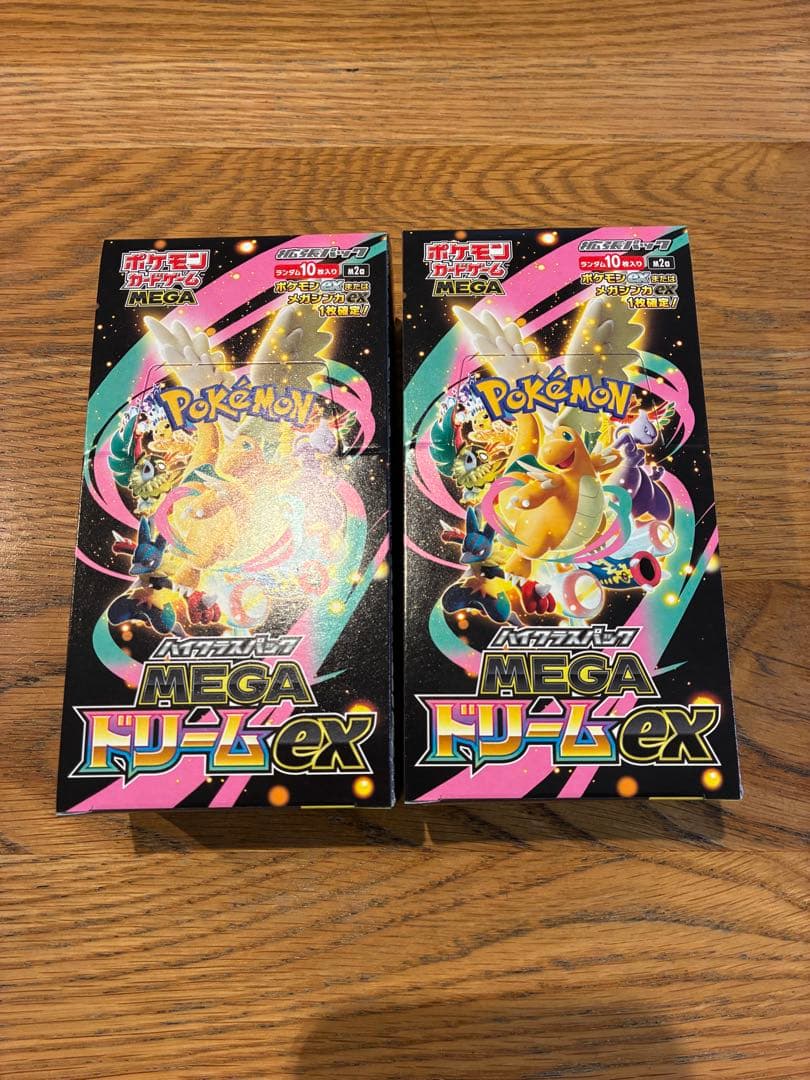 ポケモン
カードゲーム
MEGA
拡張パック
ランダム10枚入り
M2a
ポケモンexまたは
メガシンカex
1枚確定!
POKéMON
ハイクラスパック
MEGA
ドリームex
ポケモン
カードゲーム
MEGA
拡張パック
ランダム10枚入り
M2a
ポケモンexまたは
メガシンカex
1枚確定!
POKéMON
ハイクラスパック
MEGA
ドリームex